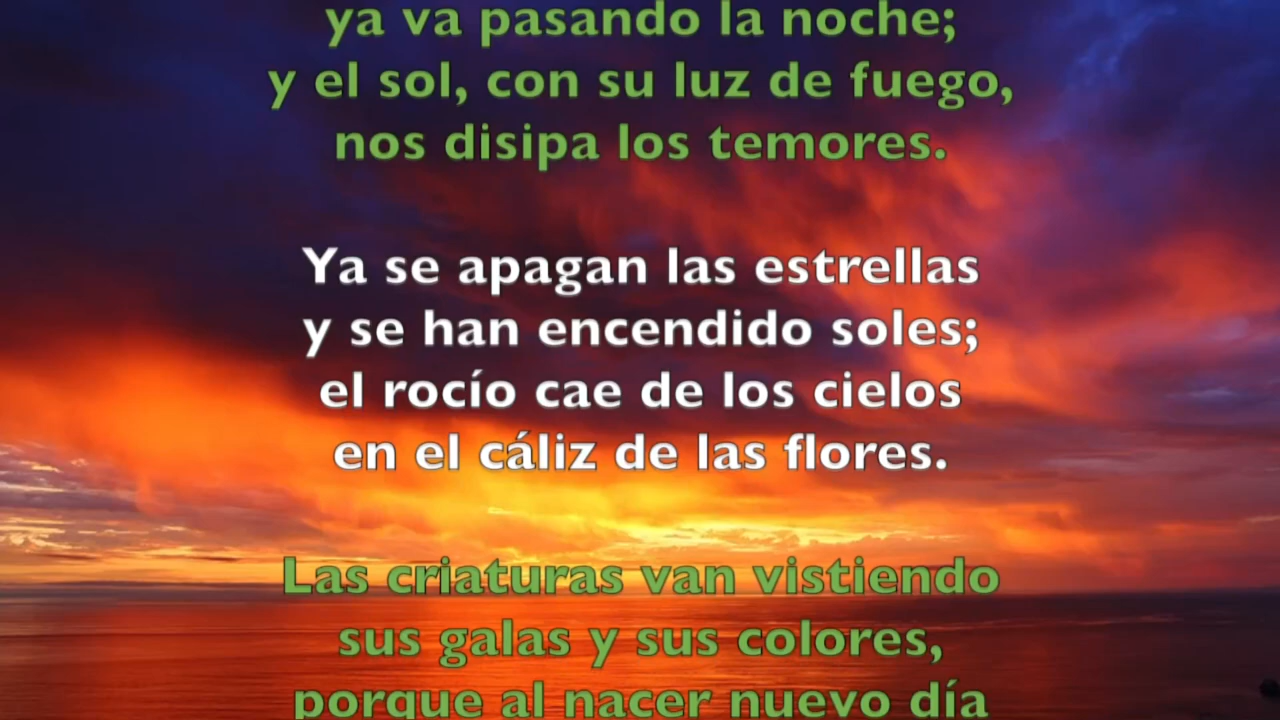 ya va pasando la noche;
y el sol, con su luz de fuego,
nos disipa los temores.
Ya se apagan las estrellas
y se han encendido soles;
el rocío cae de los cielos
en el cáliz de las flores.
Las criaturas van vistiendo
sus galas y sus colores,
porque al nacer nuevo día